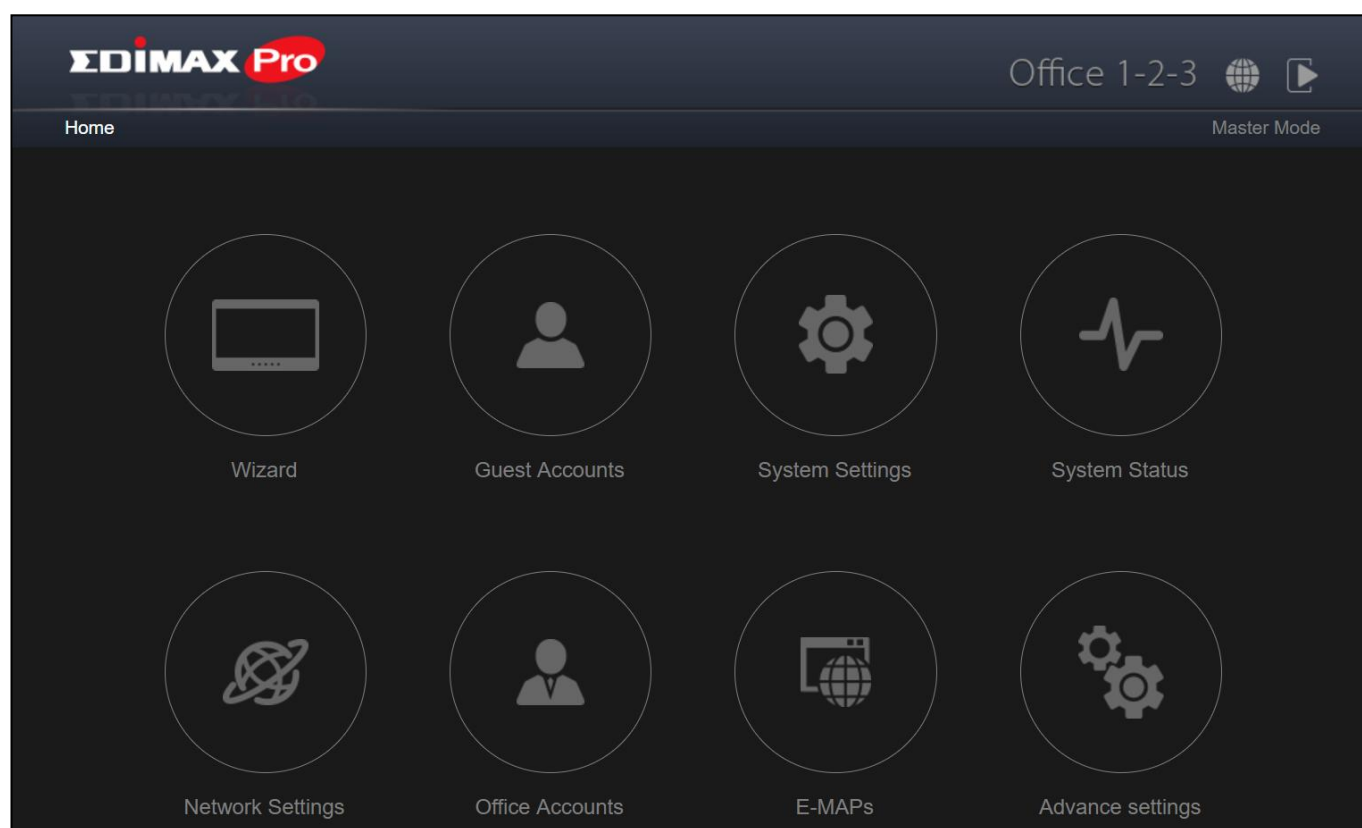 EDIMAX Pro
Office 1-2-3
Home
Master Mode
Wizard
Guest Accounts
System Settings
System Status
Network Settings
Office Accounts
E-MAPs
Advance settings